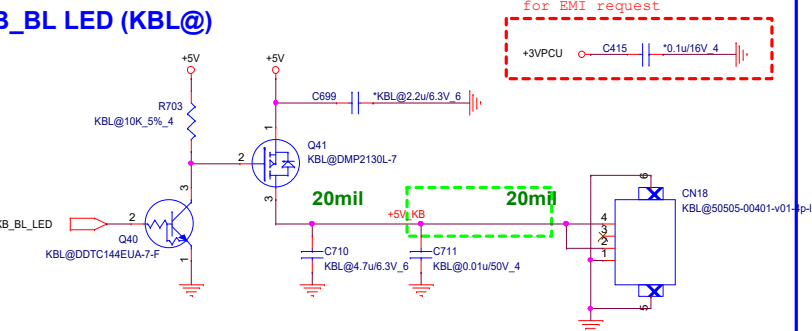 for EMI request
B_BL LED (KBL@)
+3VPCU
C415
*0.1u/16V_4
+5V
+5V
C699
*KBL@2.2u/6.3V_6
R703
KBL@10K_5%_4
1
Q41
KBL@DMP2130L-7
2
3
3
20mil
20mil
+5V_KB
6
CN18
KBL@50505-00401-v01-4p-l
KB_BL_LED
2
Q40
KBL@DDTC144EUA-7-F
1
4
3
2
1
C710
KBL@4.7u/6.3V_6
C711
KBL@0.01u/50V_4
5